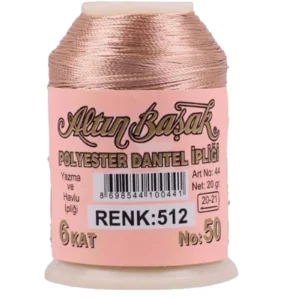 Altın Başak
POLYESTER DANTEL İPLİĞİ
Yazma
ve
Havlu
İpliği
Art No: 44
Net: 20 gr.
20-21
8 698544 100441
RENK:512
6 KAT
No: 50